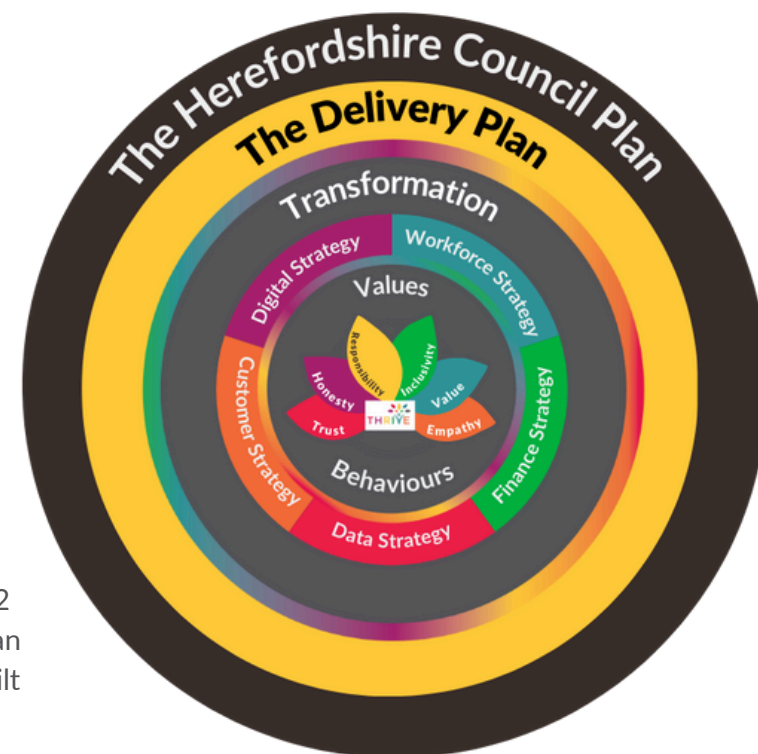 The Herefordshire Council Plan
The Delivery Plan
Transformation
Digital Strategy
Workforce Strategy
Customer Strategy
Finance Strategy
Data Strategy
Values
Responsibility
Inclusivity
Honesty
Value
Trust
Empathy
THRIVE
Behaviours
2
an
ilt